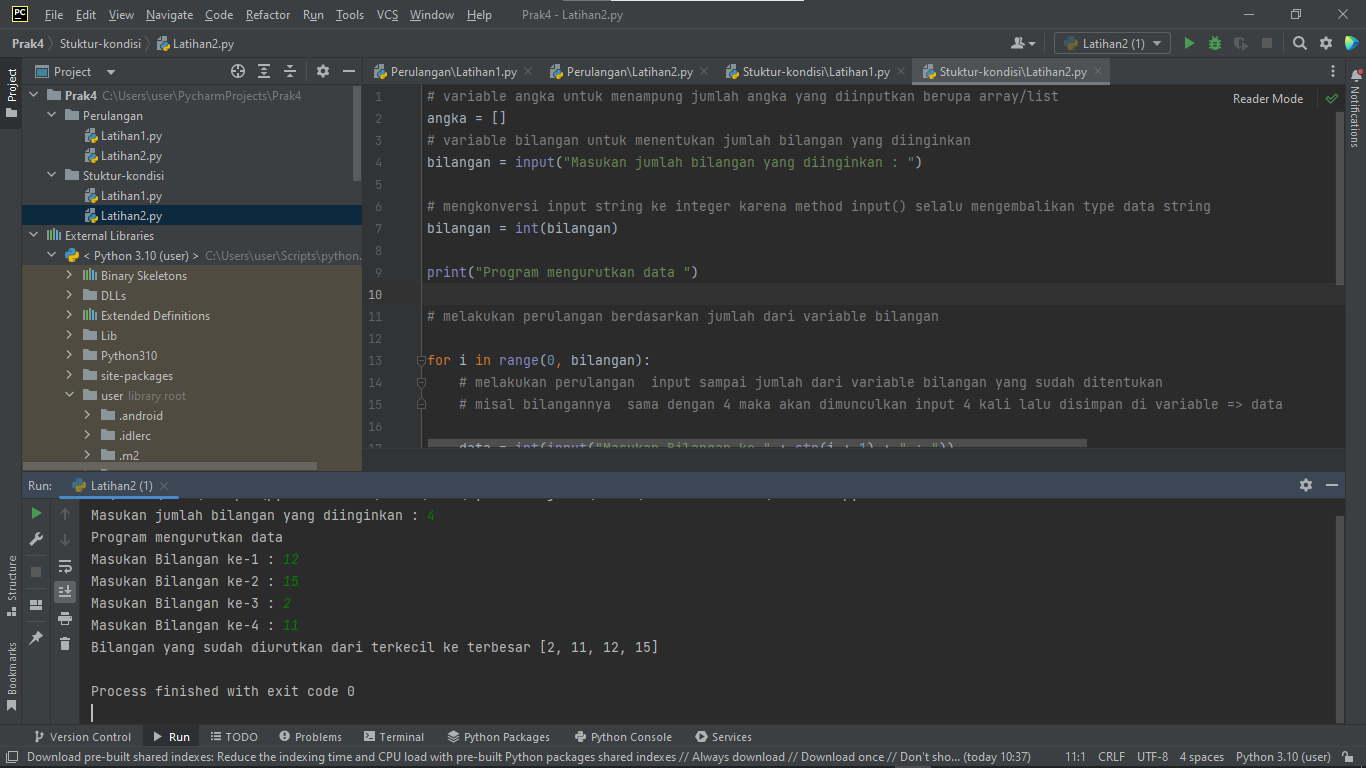 File Edit View Navigate Code Refactor Run Tools VCS Window Help Prak4 - Latihan2.py
Prak4 Stuktur-kondisi Latihan2.py Latihan2 (1)
Project Perulangan\Latihan1.py Perulangan\Latihan2.py Stuktur-kondisi\Latihan1.py Stuktur-kondisi\Latihan2.py
Project
Notifications
Prak4 C:\Users\user\PycharmProjects\Prak4
Perulangan
Latihan1.py
Latihan2.py
Stuktur-kondisi
Latihan1.py
Latihan2.py
External Libraries
< Python 3.10 (user) > C:\Users\user\Scripts\python.
Binary Skeletons
DLLs
Extended Definitions
Lib
Python310
site-packages
user library root
.android
.idlerc
.m2
Reader Mode
1 # variable angka untuk menampung jumlah angka yang diinputkan berupa array/list
2 angka = []
3 # variable bilangan untuk menentukan jumlah bilangan yang diinginkan
4 bilangan = input("Masukan jumlah bilangan yang diinginkan : ")
5
6 # mengkonversi input string ke integer karena method input() selalu mengembalikan type data string
7 bilangan = int(bilangan)
8
9 print("Program mengurutkan data ")
10
11 # melakukan perulangan berdasarkan jumlah dari variable bilangan
12
13 for i in range(0, bilangan):
14 # melakukan perulangan  input sampai jumlah dari variable bilangan yang sudah ditentukan
15 # misal bilangannya  sama dengan 4 maka akan dimunculkan input 4 kali lalu disimpan di variable => data
16
17 data = int(input("Masukan Bilangan ke-" + str(i + 1) + " : "))
Run: Latihan2 (1)
Masukan jumlah bilangan yang diinginkan : 4
Program mengurutkan data
Masukan Bilangan ke-1 : 12
Masukan Bilangan ke-2 : 15
Masukan Bilangan ke-3 : 2
Masukan Bilangan ke-4 : 11
Bilangan yang sudah diurutkan dari terkecil ke terbesar [2, 11, 12, 15]
Process finished with exit code 0
Structure
Bookmarks
Version Control Run TODO Problems Terminal Python Packages Python Console Services
Download pre-built shared indexes: Reduce the indexing time and CPU load with pre-built Python packages shared indexes // Always download // Download once // Don't sho... (today 10:37) 11:1 CRLF UTF-8 4 spaces Python 3.10 (user)